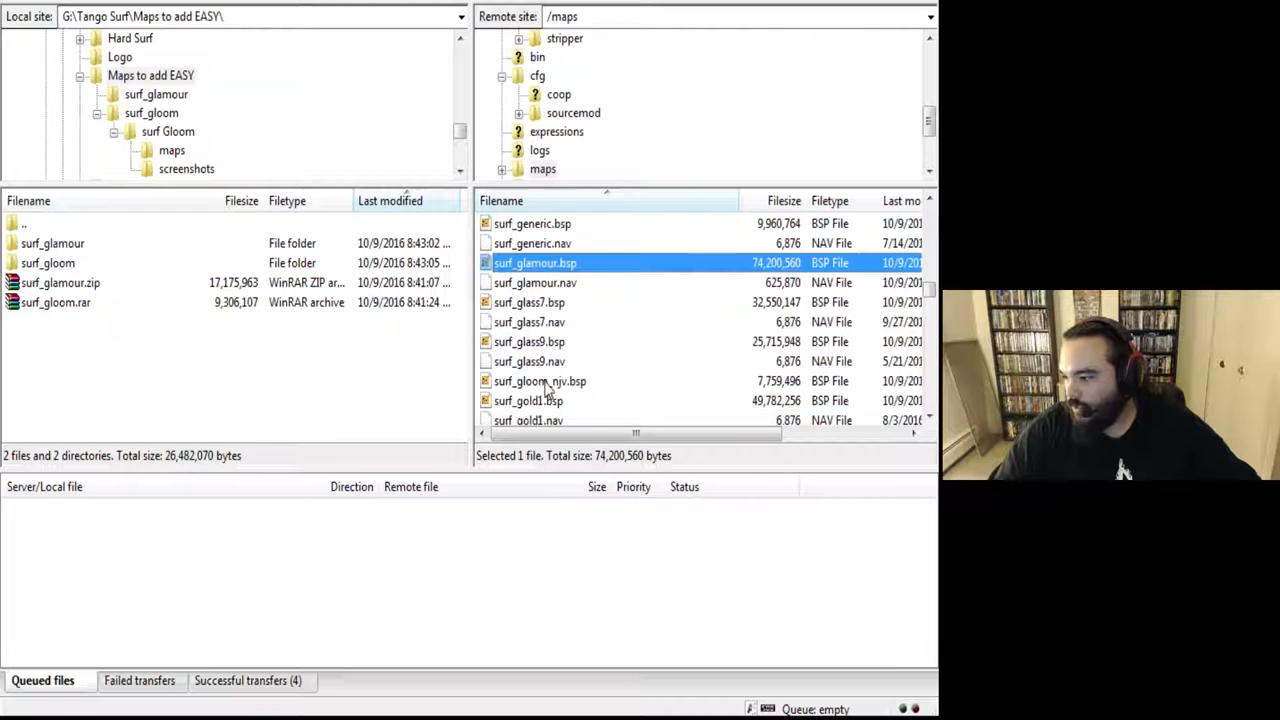 Local site: G:\Tango Surf\Maps to add EASY\
Hard Surf
Logo
Maps to add EASY
surf_glamour
surf_gloom
surf Gloom
maps
screenshots
Remote site: /maps
stripper
bin
cfg
coop
sourcemod
expressions
logs
maps
Filename Filesize Filetype Last modified
..
surf_glamour File folder 10/9/2016 8:43:02 ...
surf_gloom File folder 10/9/2016 8:43:05 ...
surf_glamour.zip 17,175,963 WinRAR ZIP ar... 10/9/2016 8:41:07 ...
surf_gloom.rar 9,306,107 WinRAR archive 10/9/2016 8:41:24 ...
2 files and 2 directories. Total size: 26,482,070 bytes
Filename Filesize Filetype Last mo
surf_generic.bsp 9,960,764 BSP File 10/9/201
surf_generic.nav 6,876 NAV File 7/14/201
surf_glamour.bsp 74,200,560 BSP File 10/9/201
surf_glamour.nav 625,870 NAV File 10/9/201
surf_glass7.bsp 32,550,147 BSP File 10/9/201
surf_glass7.nav 6,876 NAV File 9/27/201
surf_glass9.bsp 25,715,948 BSP File 10/9/201
surf_glass9.nav 6,876 NAV File 5/21/201
surf_gloom_njv.bsp 7,759,496 BSP File 10/9/201
surf_gold1.bsp 49,782,256 BSP File 10/9/201
surf_gold1.nav 6,876 NAV File 8/3/2016
Selected 1 file. Total size: 74,200,560 bytes
Server/Local file Direction Remote file Size Priority Status
Queued files Failed transfers Successful transfers (4)
Queue: empty